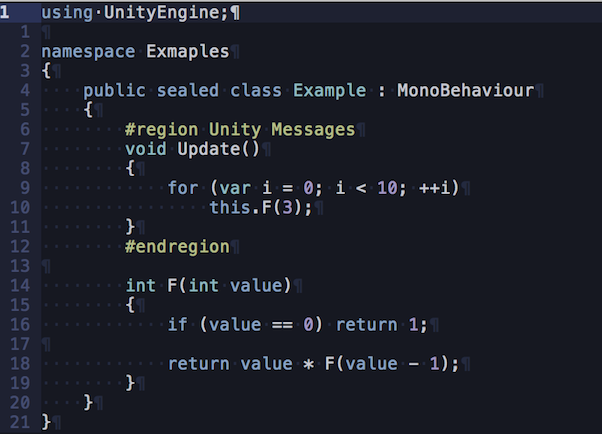 1 using UnityEngine;¶
1 ¶
2 namespace Exmaples¶
3 {¶
4 ····public·sealed·class·Example·:·MonoBehaviour¶
5 ····{¶
6 ········#region·Unity·Messages¶
7 ········void·Update()¶
8 ········{¶
9 ············for·(var·i·=·0;·i·<·10;·++i)¶
10 ················this.F(3);¶
11 ········}¶
12 ········#endregion¶
13 ¶
14 ········int·F(int·value)¶
15 ········{¶
16 ············if·(value·==·0)·return·1;¶
17 ¶
18 ············return·value·*·F(value·-·1);¶
19 ········}¶
20 ····}¶
21 }¶